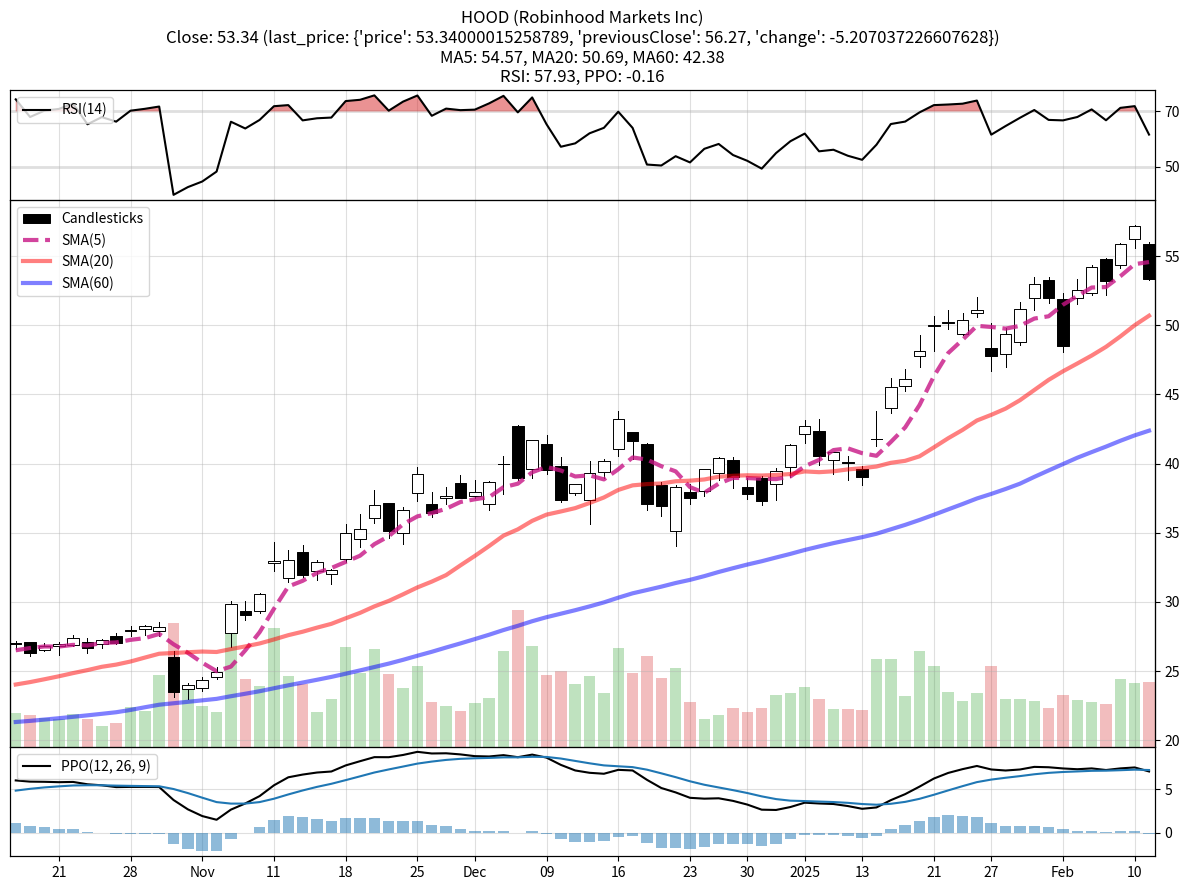 HOOD (Robinhood Markets Inc)
Close: 53.34 (last_price: {'price': 53.34000015258789, 'previousClose': 56.27, 'change': -5.207037226607628})
MA5: 54.57, MA20: 50.69, MA60: 42.38
RSI: 57.93, PPO: -0.16
RSI(14)
70
50
Candlesticks
SMA(5)
SMA(20)
SMA(60)
55
50
45
40
35
30
25
20
PPO(12, 26, 9)
5
0
21 28 Nov 11 18 25 Dec 09 16 23 30 2025 13 21 27 Feb 10